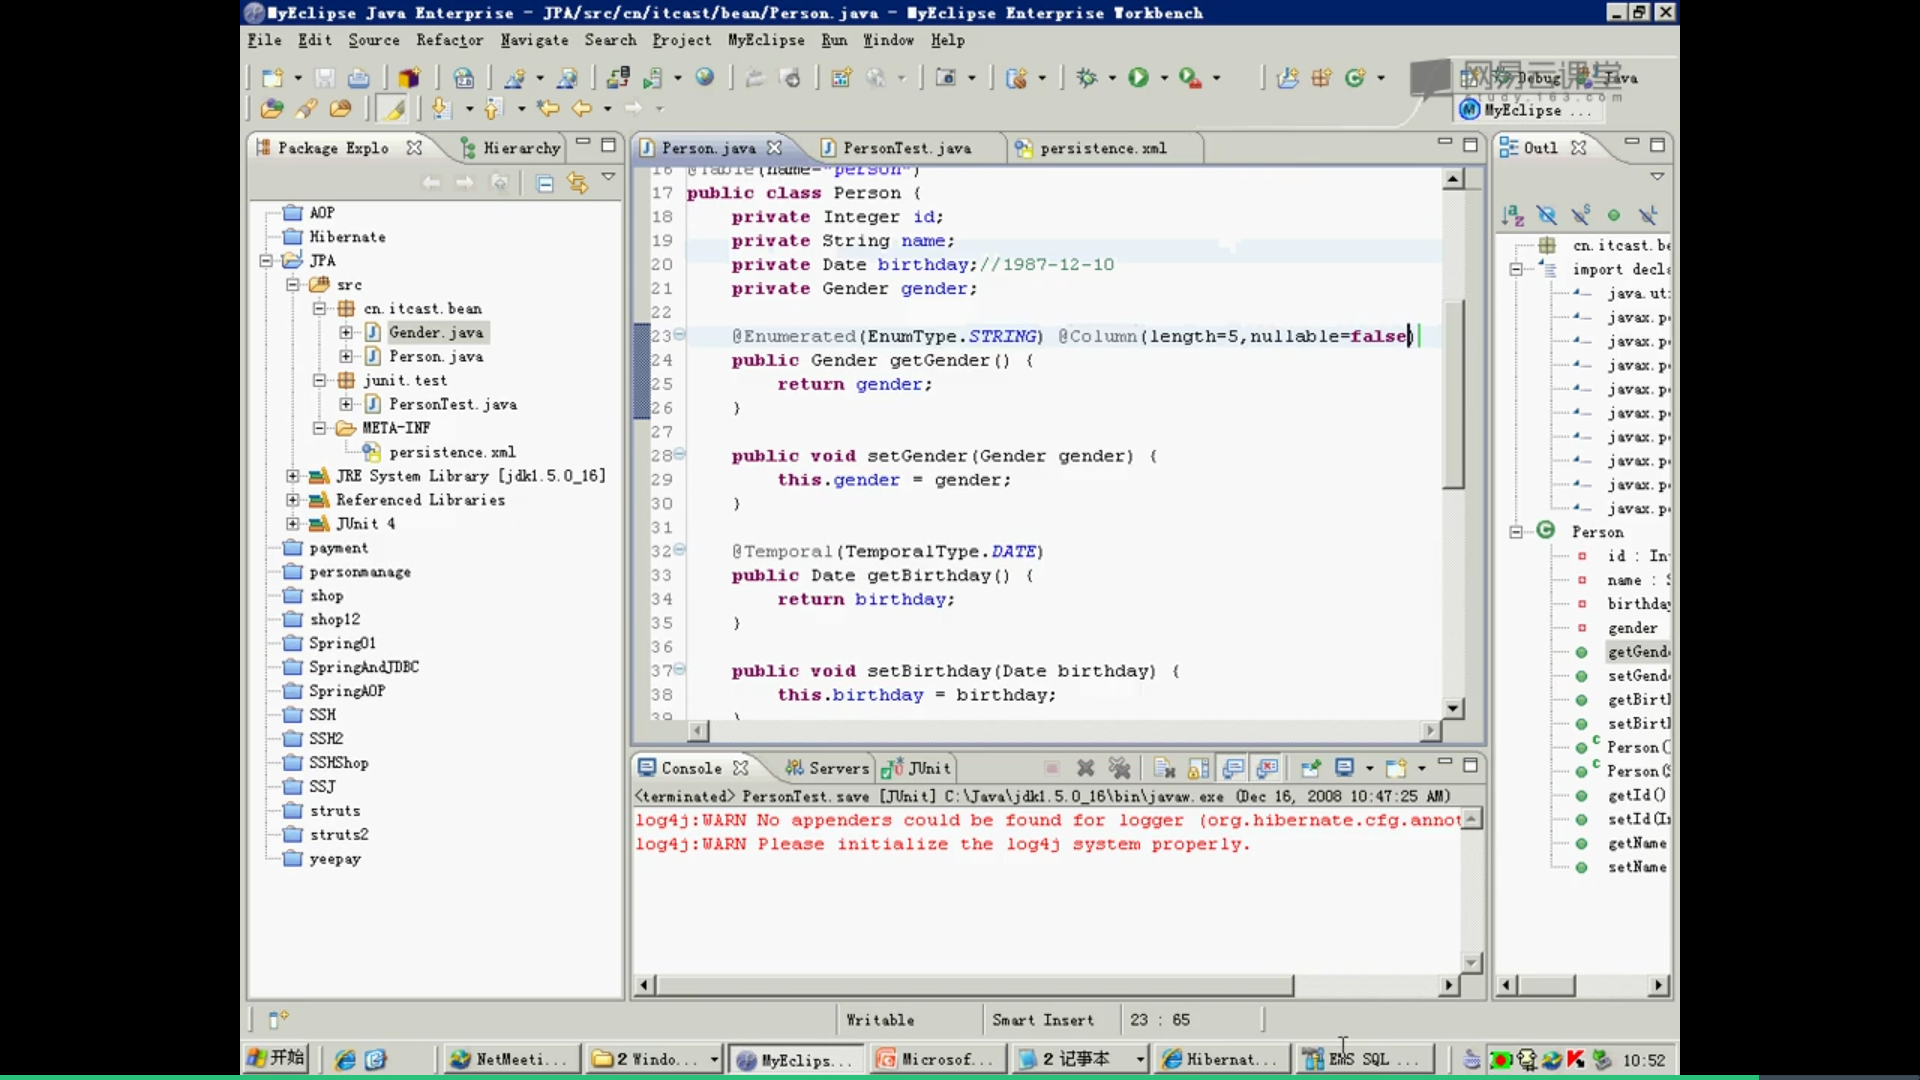 MyEclipse Java Enterprise - JPA/src/cn/itcast/bean/Person.java - MyEclipse Enterprise Workbench
File Edit Source Refactor Navigate Search Project MyEclipse Run Window Help
网易云课堂
study.163.com
Debug Java
MyEclipse ...
Package Explo Hierarchy
AOP
Hibernate
JPA
src
cn.itcast.bean
Gender.java
Person.java
junit.test
PersonTest.java
META-INF
persistence.xml
JRE System Library [jdk1.5.0_16]
Referenced Libraries
JUnit 4
payment
personmanage
shop
shop12
Spring01
SpringAndJDBC
SpringAOP
SSH
SSH2
SSHShop
SSJ
struts
struts2
yeepay
Person.java PersonTest.java persistence.xml
16 @Table(name="person")
17 public class Person {
18 private Integer id;
19 private String name;
20 private Date birthday;//1987-12-10
21 private Gender gender;
22
23 @Enumerated(EnumType.STRING) @Column(length=5,nullable=false)
24 public Gender getGender() {
25 return gender;
26 }
27
28 public void setGender(Gender gender) {
29 this.gender = gender;
30 }
31
32 @Temporal(TemporalType.DATE)
33 public Date getBirthday() {
34 return birthday;
35 }
36
37 public void setBirthday(Date birthday) {
38 this.birthday = birthday;
39 }
Outl
cn.itcast.be
import decla
java.ut:
javax.p
javax.p
javax.p
javax.p
javax.p
javax.p
javax.p
javax.p
javax.p
Person
id : In
name : S
birthday
gender
getGend
setGend
getBirt
setBirt
Person(
Person(S
getId()
setId(In
getName
setName
Console Servers JUnit
<terminated> PersonTest.save [JUnit] C:\Java\jdk1.5.0_16\bin\javaw.exe (Dec 16, 2008 10:47:25 AM)
log4j:WARN No appenders could be found for logger (org.hibernate.cfg.annot
log4j:WARN Please initialize the log4j system properly.
Writable Smart Insert 23 : 65
开始 NetMeeti... 2 Windo... MyEclips... Microsof... 2 记事本 Hibernat... EMS SQL ... 10:52